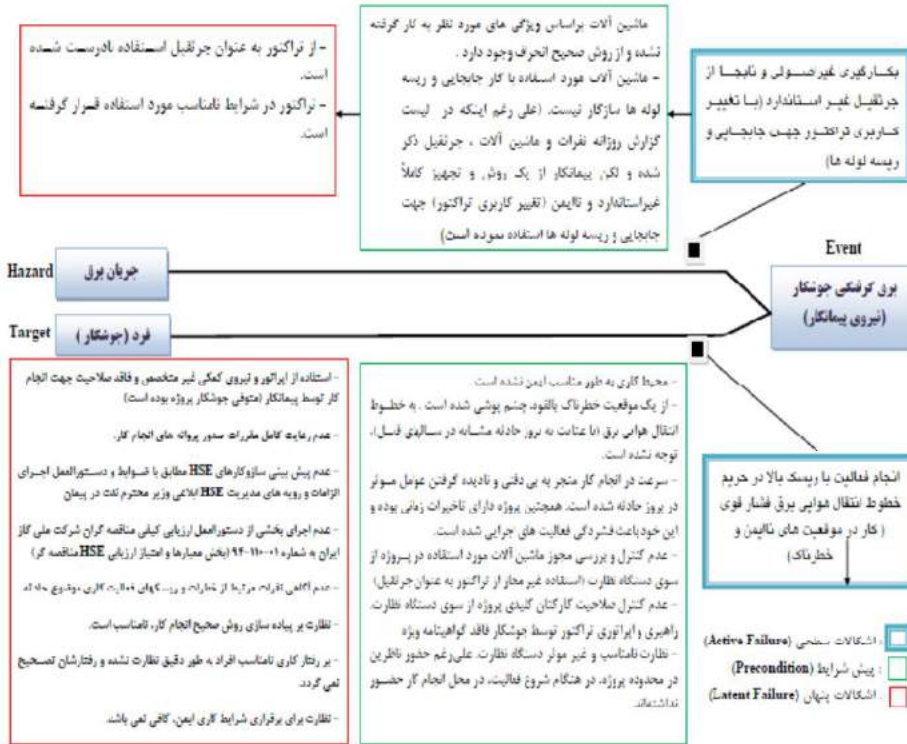 بکارگیری غیراصولی و نابجا از
جرثقیل غیر استاندارد (با تغییر
کاربری تراکتور جهت جابجایی و
ریسه لوله ها)
ماشین آلات براساس ویژگی های مورد نظر به کار گرفته
نشده و از روش صحیح انحرف وجود دارد .
– ماشین آلات مورد استفاده با کار جابجایی و ریسه
لوله ها سازگار نیست. (علی رغم اینکه در لیست
گزارش روزانه نفرات و ماشین آلات ، جرثقیل ذکر
شده و لکن پیمانکار از یک روش و تجهیز کاملاً
غیراستاندارد و ناایمن (تغییر کاربری تراکتور) جهت
جابجایی و ریسه لوله ها استفاده نموده است)
– از تراکتور به عنوان جرثقیل استفاده نادرست شده
است.
– تراکتور در شرایط نامناسب مورد استفاده قرار گرفته
است.
Event
برق گرفتگی جوشکار
(نیروی پیمانکار)
Hazard
جریان برق
Target
فرد (جوشکار )
انجام فعالیت با ریسک بالا در حریم
خطوط انتقال هوایی برق فشار قوی
( کار در موقعیت های ناایمن و
خطرناک)
– محیط کاری به طور مناسب ایمن نشده است .
– از یک موقعیت خطرناک بالقوه، چشم پوشی شده است . به خطوط
انتقال هوایی برق (با عنایت به بروز حادثه مشابه در سالهای قبل)،
توجه نشده است.
– سرعت در انجام کار منجر به بی دقتی و نادیده گرفتن عوامل موثر
در بروز حادثه شده است. همچنین پروژه دارای تاخیرات زمانی بوده و
این خود باعث فشردگی فعالیت های اجرایی شده است.
– عدم کنترل و بررسی مجوز ماشین آلات مورد استفاده در پروژه از
سوی دستگاه نظارت (استفاده غیر مجاز از تراکتور به عنوان جرثقیل)
– عدم کنترل صلاحیت کارکنان کلیدی پروژه از سوی دستگاه نظارت.
راهبری و اپراتوری تراکتور توسط جوشکار فاقد گواهینامه ویژه
– نظارت نامناسب و غیر موثر دستگاه نظارت. علی‌رغم حضور ناظرین
در محدوده پروژه، در هنگام شروع فعالیت، در محل انجام کار حضور
نداشته‌اند.
– استفاده از اپراتور و نیروی کمکی غیر متخصص و فاقد صلاحیت جهت انجام
کار توسط پیمانکار (متوفی جوشکار پروژه بوده است)
– عدم رعایت کامل مقررات صدور پروانه های انجام کار.
– عدم پیش بینی سازوکارهای HSE مطابق با ضوابط و دستورالعمل اجرای
الزامات و رویه های مدیریت HSE ابلاغی وزیر محترم نفت در پیمان
– عدم اجرای بخشی از دستورالعمل ارزیابی کیفی مناقصه گران شرکت ملی گاز
ایران به شماره ۰۱-۱۱۰-۹۴ (بخش معیارها و امتیاز ارزیابی HSE مناقصه گر)
– عدم آگاهی نفرات مرتبط از خطرات و ریسکهای فعالیت کاری موضوع حادثه
– نظارت بر پیاده سازی روش صحیح انجام کار، نامناسب است.
– بر رفتار کاری نامناسب افراد به طور دقیق نظارت نشده و رفتارشان تصحیح
نمی گردد.
– نظارت برای برقراری شرایط کاری ایمن، کافی نمی باشد.
: اشکالات سطحی (Active Failure)
: پیش شرایط (Precondition)
: اشکالات پنهان (Latent Failure)